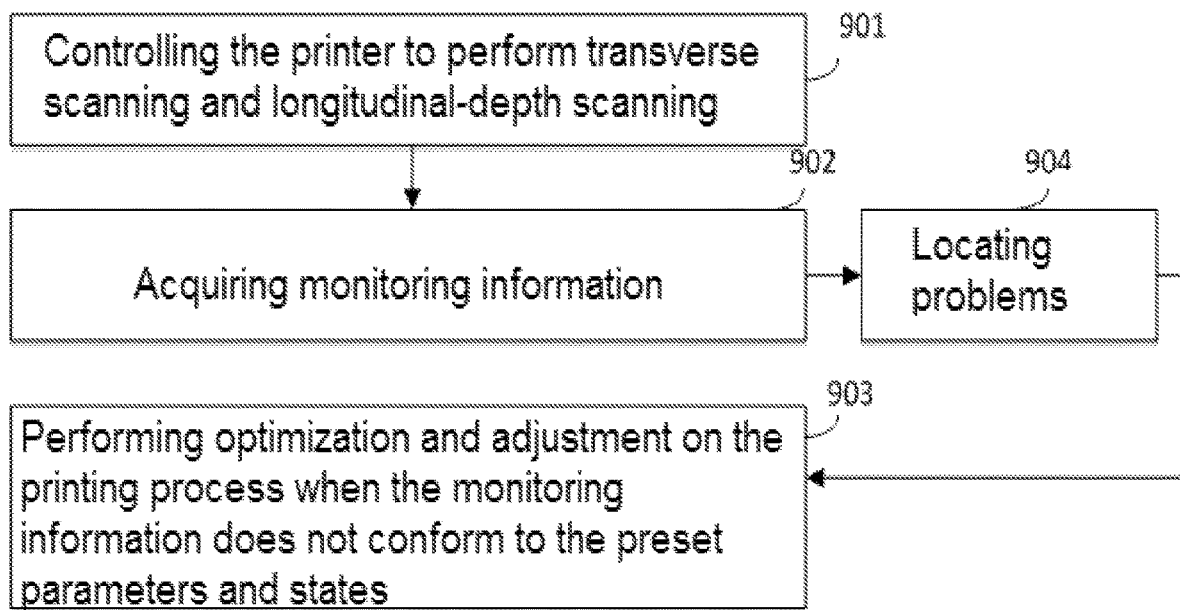 901
Controlling the printer to perform transverse
scanning and longitudinal-depth scanning
902
Acquiring monitoring information
904
Locating
problems
903
Performing optimization and adjustment on the
printing process when the monitoring
information does not conform to the preset
parameters and states